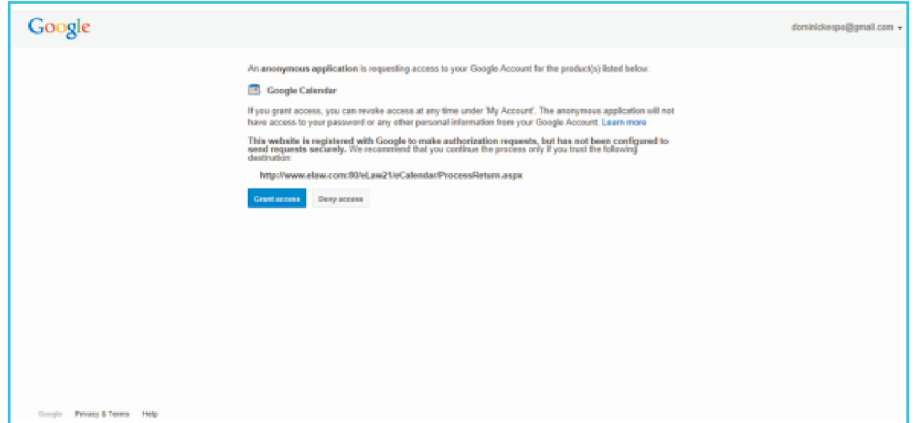 Google
dominickespo@gmail.com
An anonymous application is requesting access to your Google Account for the product(s) listed below.
Google Calendar
If you grant access, you can revoke access at any time under 'My Account'. The anonymous application will not
have access to your password or any other personal information from your Google Account. Learn more
This website is registered with Google to make authorization requests, but has not been configured to
send requests securely. We recommend that you continue the process only if you trust the following
destination:
http://www.elaw.com:80/eLaw21/eCalendar/ProcessReturn.aspx
Grant access Deny access
Google Privacy & Terms Help